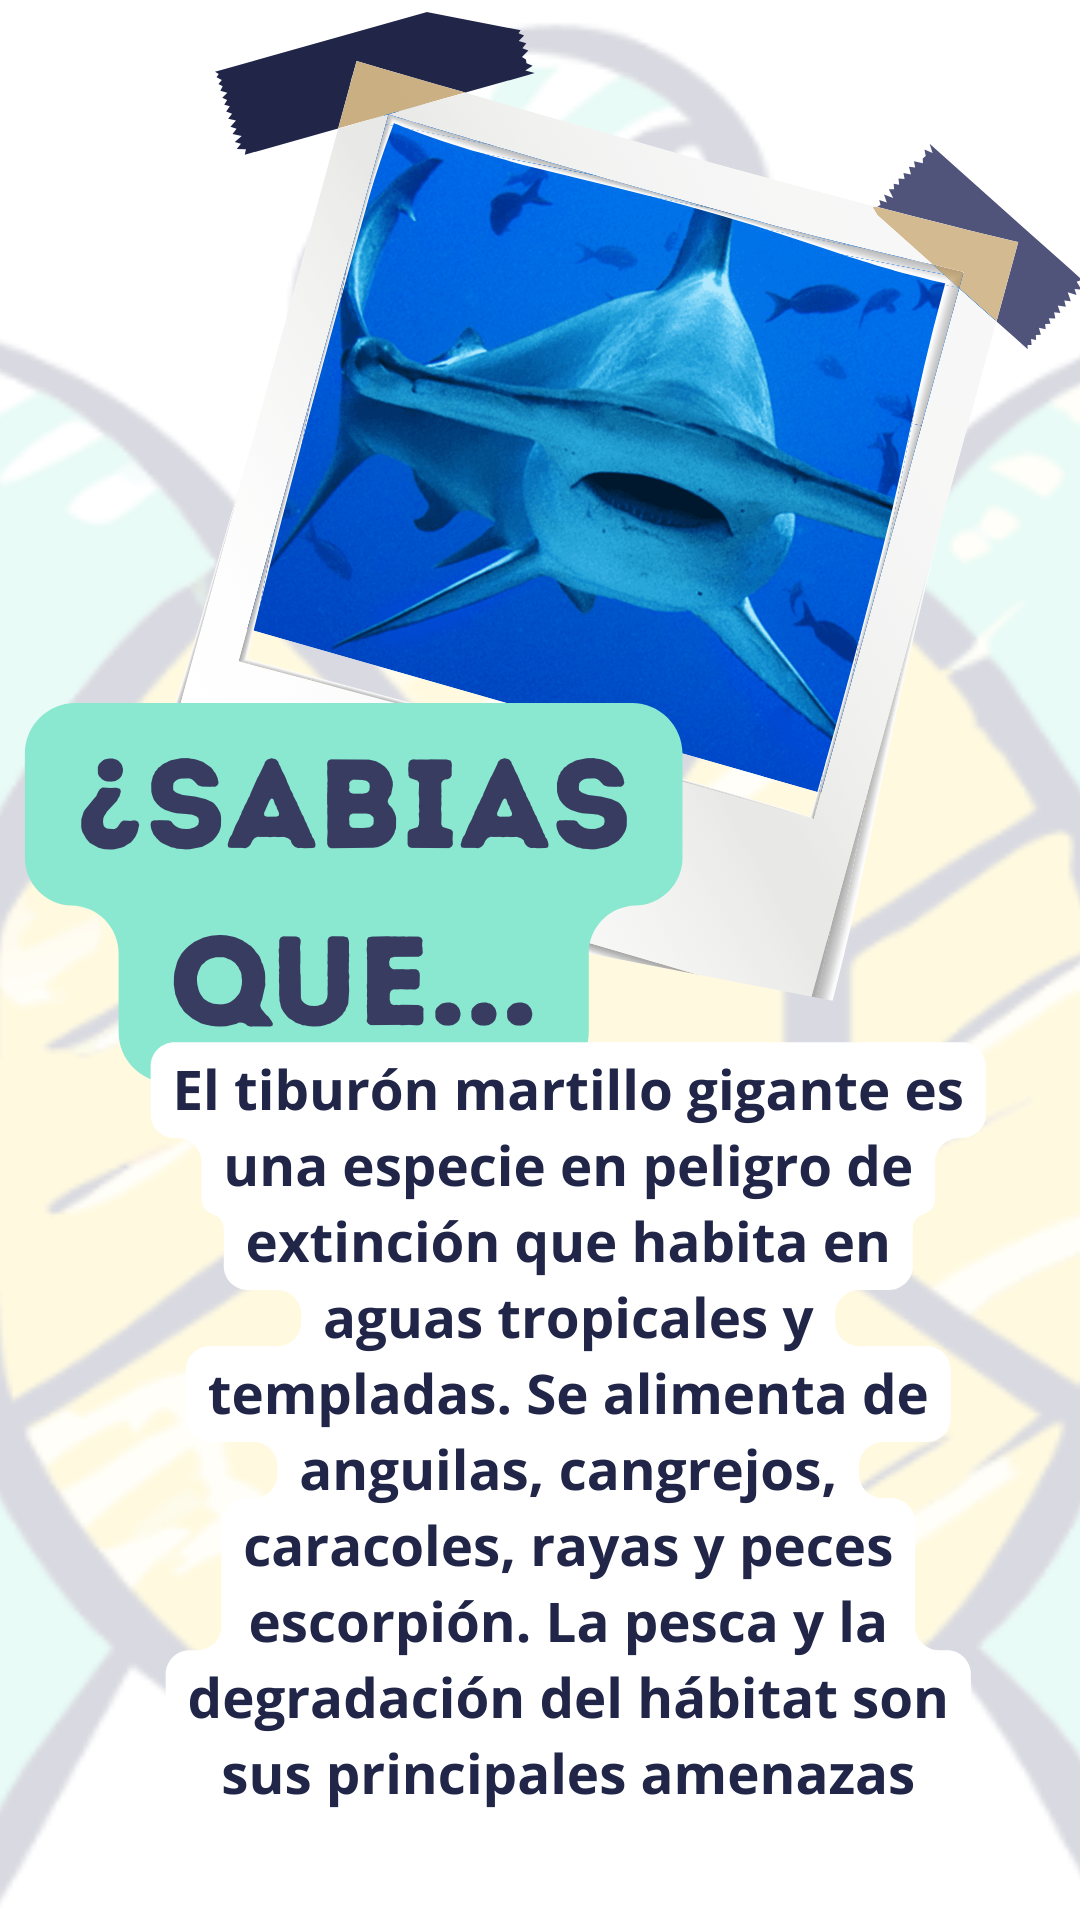 ¿SABIAS
QUE...
El tiburón martillo gigante es
una especie en peligro de
extinción que habita en
aguas tropicales y
templadas. Se alimenta de
anguilas, cangrejos,
caracoles, rayas y peces
escorpión. La pesca y la
degradación del hábitat son
sus principales amenazas